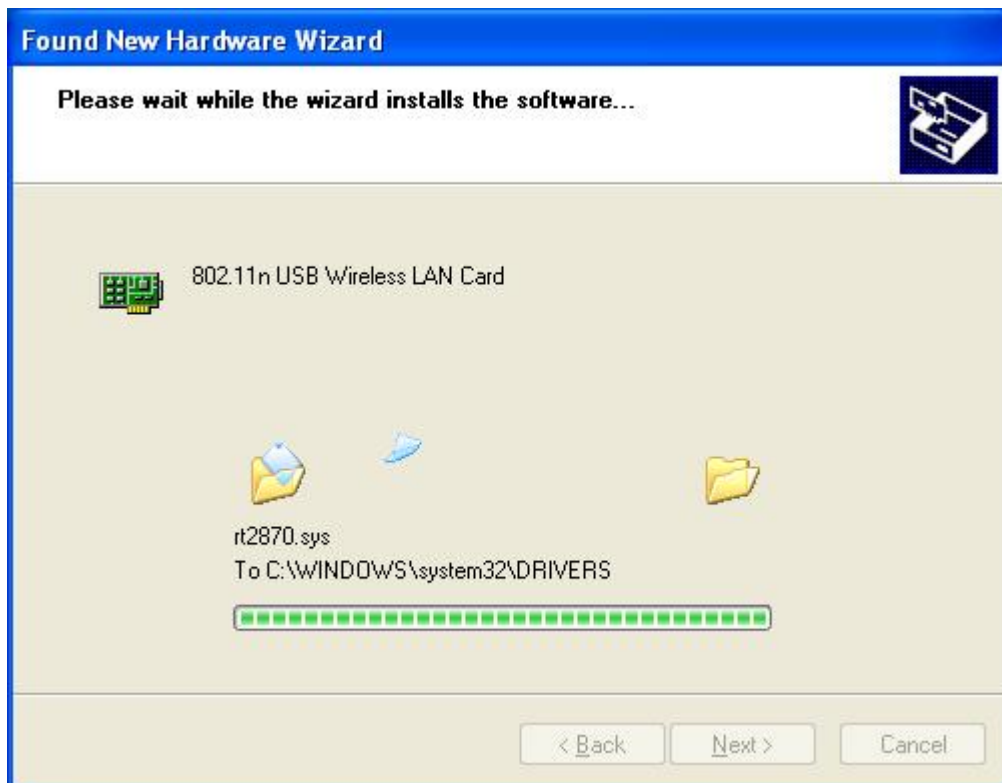 Found New Hardware Wizard
Please wait while the wizard installs the software...
802.11n USB Wireless LAN Card
rt2870.sys
To C:\WINDOWS\system32\DRIVERS
< Back Next > Cancel